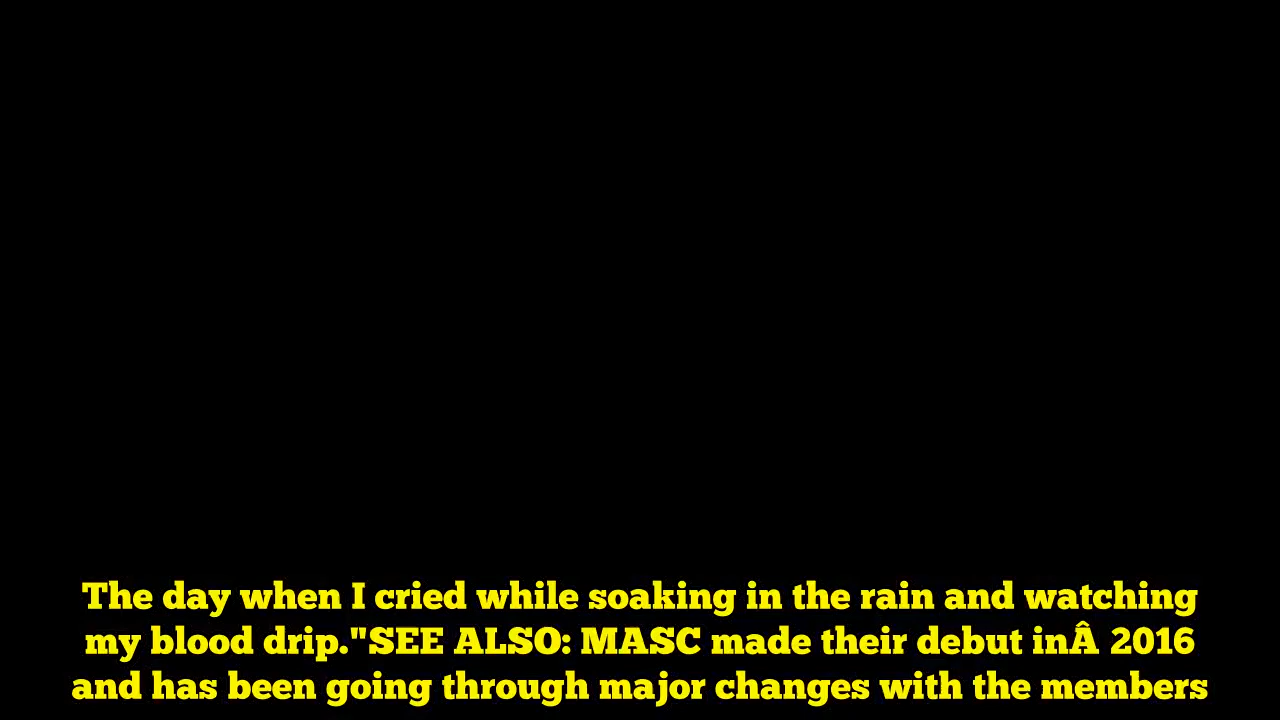 The day when I cried while soaking in the rain and watching
my blood drip."SEE ALSO: MASC made their debut inÂ 2016
and has been going through major changes with the members